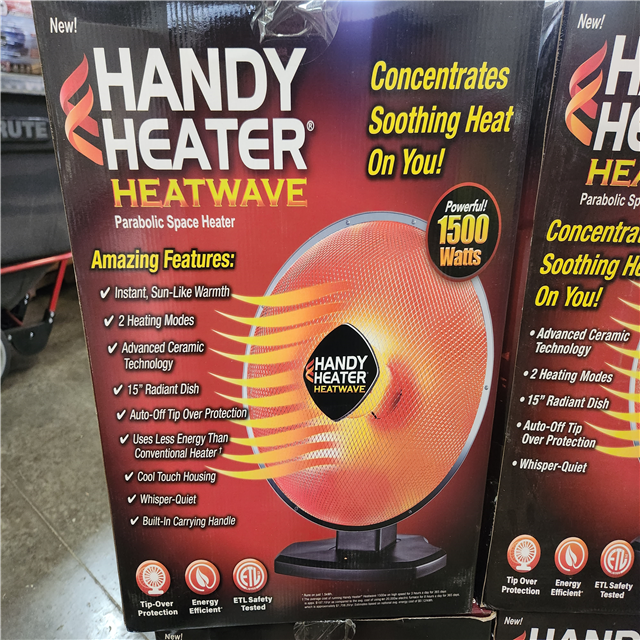 New!
HANDY
HEATER®
HEATWAVE
Parabolic Space Heater
Concentrates
Soothing Heat
On You!
Powerful!
1500
Watts
Amazing Features:
✓ Instant, Sun-Like Warmth
✓ 2 Heating Modes
✓ Advanced Ceramic
Technology
✓ 15" Radiant Dish
✓ Auto-Off Tip Over Protection
✓ Uses Less Energy Than
Conventional Heater †
✓ Cool Touch Housing
✓ Whisper-Quiet
✓ Built-In Carrying Handle
HANDY
HEATER
HEATWAVE
Tip-Over
Protection
Energy
Efficient*
ETL
ETL Safety
Tested
New!
Parabolic Sp
Concentra
Soothing He
On You!
• Advanced Ceramic
Technology
• 2 Heating Modes
• 15" Radiant Dish
• Auto-Off Tip
Over Protection
• Whisper-Quiet
Tip Over
Protection
Energy
Efficient*
ETL
ETL Safety
Tested
New!
HANDY
RUTE